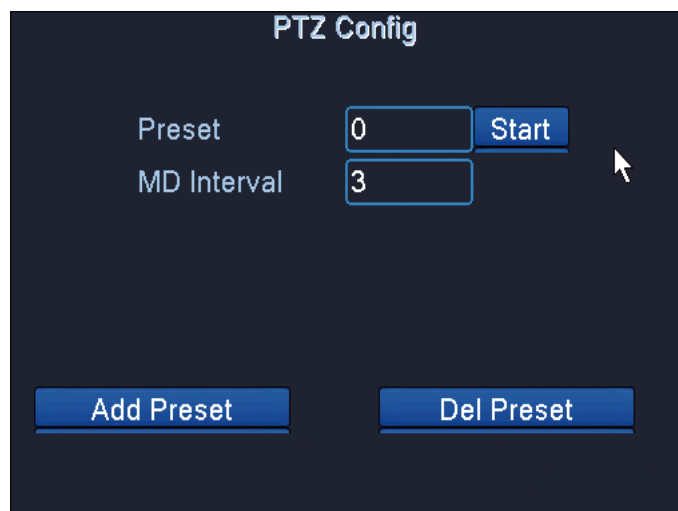 PTZ Config
Preset 0 Start
MD Interval 3
Add Preset Del Preset